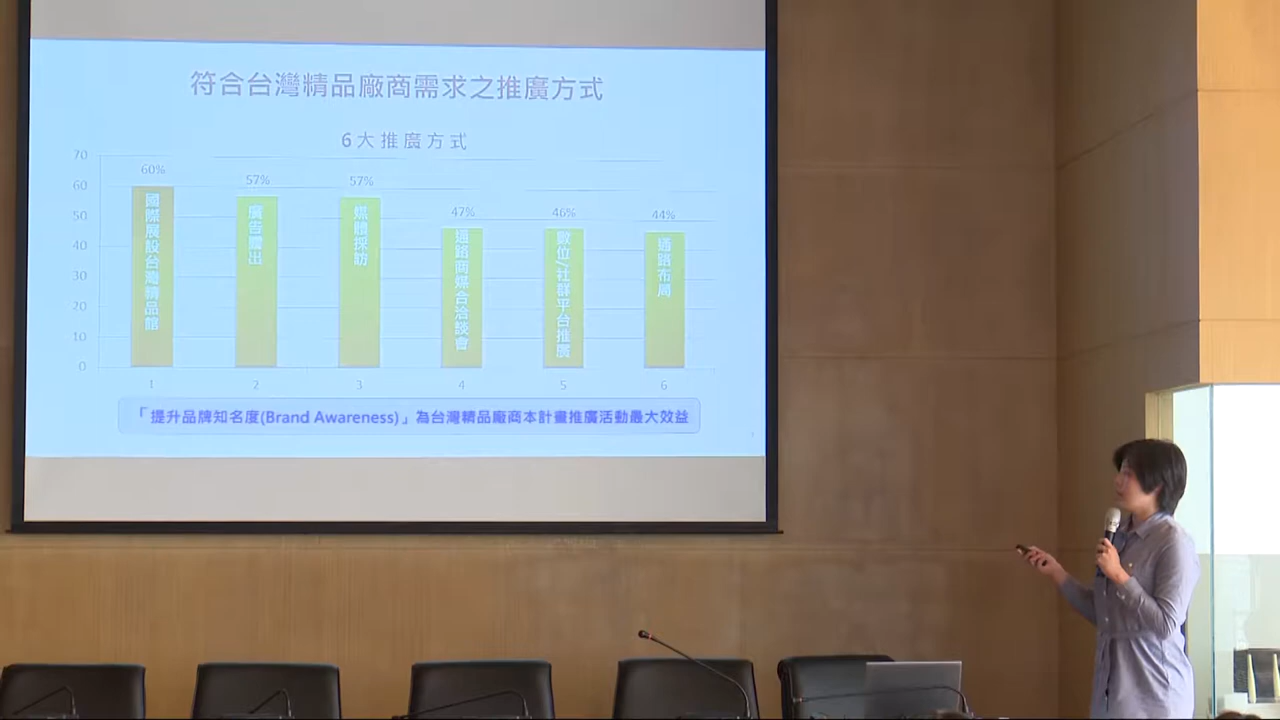 符合台灣精品廠商需求之推廣方式
6大推廣方式
70
60
50
40
30
20
10
0
60%
57%
57%
47%
46%
44%
國際展設台灣精品館
廣告露出
媒體採訪
通路商媒合洽談會
數位/社群平台推廣
通路布局
1
2
3
4
5
6
「提升品牌知名度(Brand Awareness)」為台灣精品廠商本計畫推廣活動最大效益